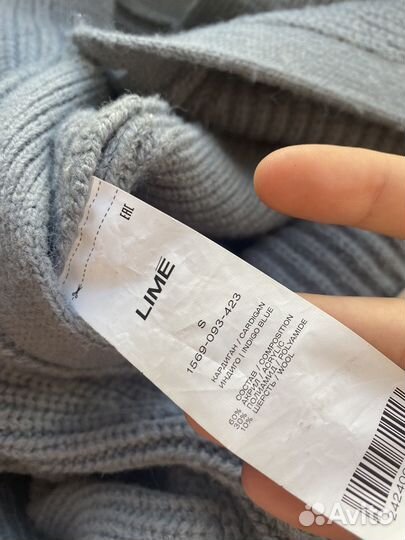 EAC
LIMĒ
S
1569-093-423
КАРДИГАН / CARDIGAN
ИНДИГО | INDIGO BLUE
СОСТАВ / COMPOSITION
60% АКРИЛ / ACRYLIC
30% ПОЛИАМИД / POLYAMIDE
10% ШЕРСТЬ / WOOL
Avito